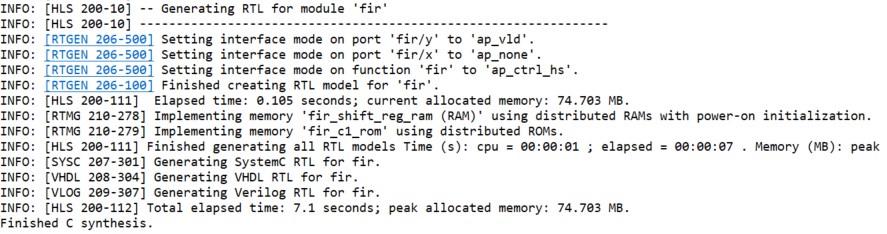 INFO: [HLS 200-10] -- Generating RTL for module 'fir'
INFO: [HLS 200-10] ----------------------------------------------------------------
INFO: [RTGEN 206-500] Setting interface mode on port 'fir/y' to 'ap_vld'.
INFO: [RTGEN 206-500] Setting interface mode on port 'fir/x' to 'ap_none'.
INFO: [RTGEN 206-500] Setting interface mode on function 'fir' to 'ap_ctrl_hs'.
INFO: [RTGEN 206-100] Finished creating RTL model for 'fir'.
INFO: [HLS 200-111]  Elapsed time: 0.105 seconds; current allocated memory: 74.703 MB.
INFO: [RTMG 210-278] Implementing memory 'fir_shift_reg_ram (RAM)' using distributed RAMs with power-on initialization.
INFO: [RTMG 210-279] Implementing memory 'fir_c1_rom' using distributed ROMs.
INFO: [HLS 200-111] Finished generating all RTL models Time (s): cpu = 00:00:01 ; elapsed = 00:00:07 . Memory (MB): peak
INFO: [SYSC 207-301] Generating SystemC RTL for fir.
INFO: [VHDL 208-304] Generating VHDL RTL for fir.
INFO: [VLOG 209-307] Generating Verilog RTL for fir.
INFO: [HLS 200-112] Total elapsed time: 7.1 seconds; peak allocated memory: 74.703 MB.
Finished C synthesis.